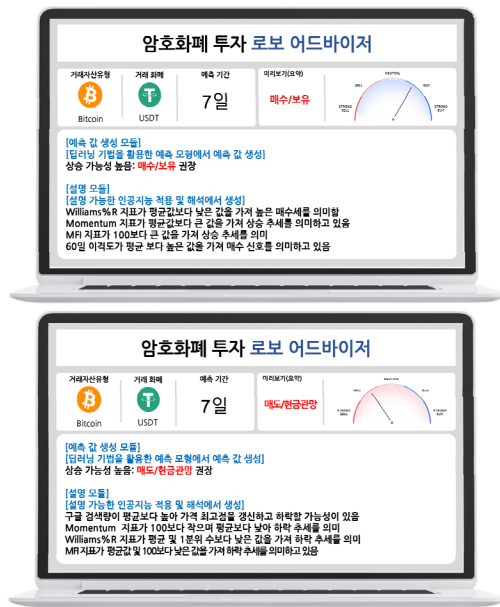 암호화폐 투자 로보 어드바이저
거래자산유형
거래 화폐
예측 기간
미리보기(요약)
Bitcoin
USDT
7일
매수/보유
NEUTRAL
SELL
BUY
STRONG SELL
STRONG BUY
[예측 값 생성 모듈]
[딥러닝 기법을 활용한 예측 모형에서 예측 값 생성]
상승 가능성 높음: 매수/보유 권장
[설명 모듈]
[설명 가능한 인공지능 적용 및 해석에서 생성]
Williams%R 지표가 평균값보다 낮은 값을 가져 높은 매수세를 의미함
Momentum 지표가 평균값보다 큰 값을 가져 상승 추세를 의미하고 있음
MFI 지표가 100보다 큰 값을 가져 상승 추세를 의미
60일 이격도가 평균 보다 높은 값을 가져 매수 신호를 의미하고 있음
암호화폐 투자 로보 어드바이저
거래자산유형
거래 화폐
예측 기간
미리보기(요약)
Bitcoin
USDT
7일
매도/현금관망
[예측 값 생성 모듈]
[딥러닝 기법을 활용한 예측 모형에서 예측 값 생성]
상승 가능성 높음: 매도/현금관망 권장
[설명 모듈]
[설명 가능한 인공지능 적용 및 해석에서 생성]
구글 검색량이 평균보다 높아 가격 최고점을 갱신하고 하락할 가능성이 있음
Momentum 지표가 100보다 작으며 평균보다 낮아 하락 추세를 의미
Williams%R 지표가 평균 및 1분위 수보다 낮은 값을 가져 하락 추세를 의미
MFI 지표가 평균값 및 100보다 낮은 값을 가져 하락 추세를 의미하고 있음